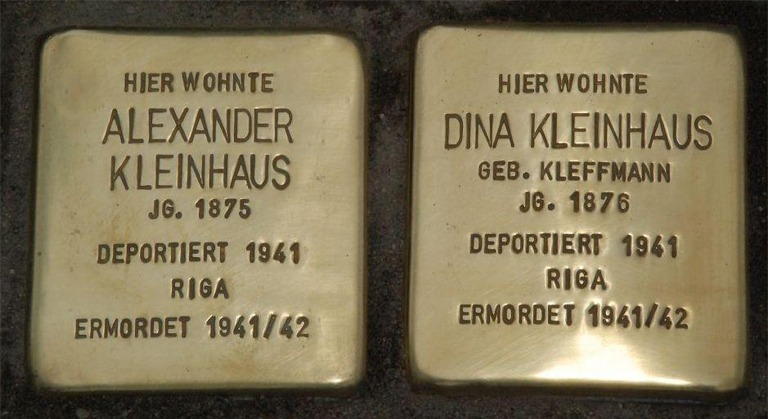 HIER WOHNTE
ALEXANDER
KLEINHAUS
JG. 1875
DEPORTIERT 1941
RIGA
ERMORDET 1941/42
HIER WOHNTE
DINA KLEINHAUS
GEB. KLEFFMANN
JG. 1876
DEPORTIERT 1941
RIGA
ERMORDET 1941/42